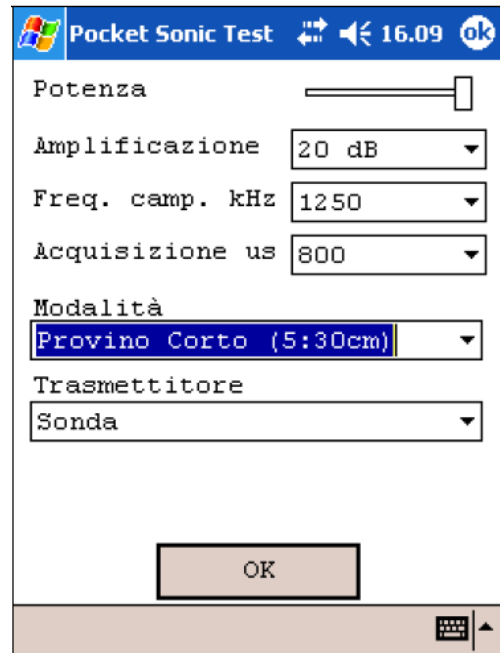 Pocket Sonic Test 16.09 ok
Potenza
Amplificazione 20 dB
Freq. camp. kHz 1250
Acquisizione us 800
Modalità
Provino Corto (5:30cm)
Trasmettitore
Sonda
OK